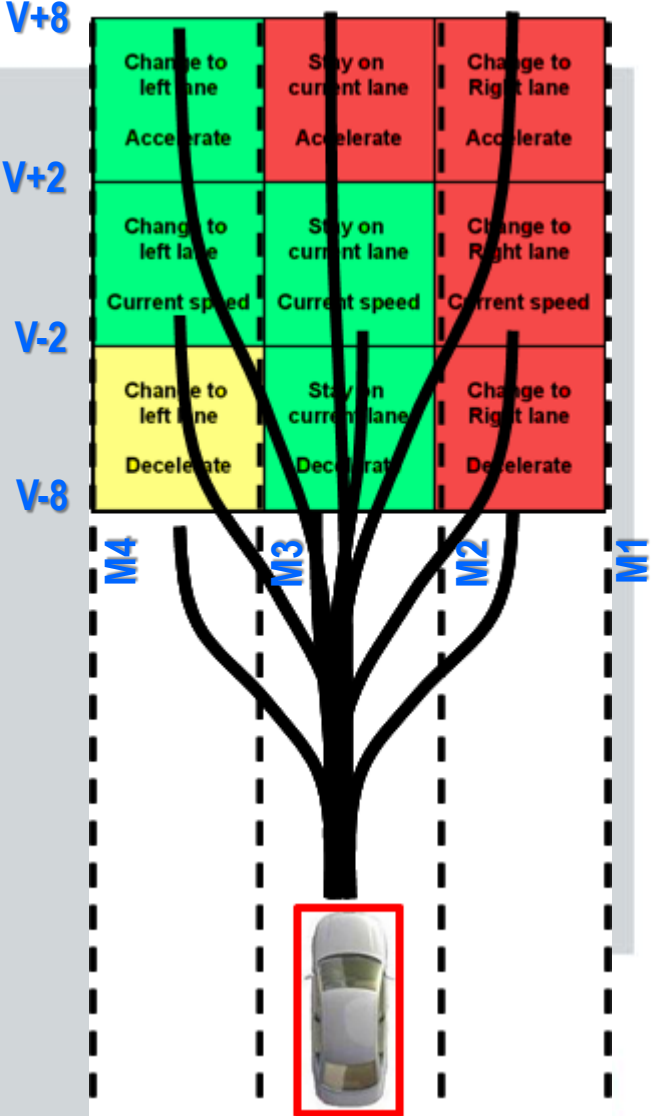 V+8
Change to
left lane
Accelerate
Stay on
current lane
Accelerate
Change to
Right lane
Accelerate
V+2
Change to
left lane
Current speed
Stay on
current lane
Current speed
Change to
Right lane
Current speed
V-2
Change to
left lane
Decelerate
Stay on
current lane
Decelerate
Change to
Right lane
Decelerate
V-8
M4
M3
M2
M1